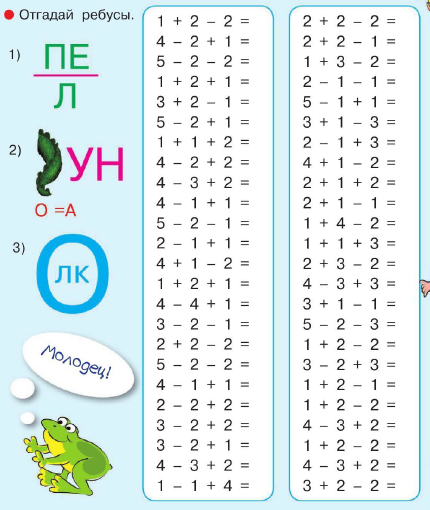 Отгадай ребусы.
1)
ПЕ
Л
2)
УН
О =А
3)
О
ЛК
Молодец!
1 + 2 – 2 =
4 – 2 + 1 =
5 – 2 – 2 =
1 + 2 + 1 =
3 + 2 – 1 =
5 – 2 + 1 =
1 + 1 + 2 =
4 – 2 + 2 =
4 – 3 + 2 =
4 – 1 + 1 =
5 – 2 – 1 =
2 – 1 + 1 =
4 + 1 – 2 =
1 + 2 + 1 =
4 – 4 + 1 =
3 – 2 – 1 =
2 + 2 – 2 =
5 – 2 – 2 =
4 – 1 + 1 =
2 – 2 + 2 =
3 – 2 + 2 =
3 – 2 + 1 =
4 – 3 + 2 =
1 – 1 + 4 =
2 + 2 – 2 =
2 + 2 – 1 =
1 + 3 – 2 =
2 – 1 – 1 =
5 – 1 + 1 =
3 + 1 – 3 =
2 – 1 + 3 =
4 + 1 – 2 =
2 + 1 + 2 =
2 + 1 – 1 =
1 + 4 – 2 =
1 + 1 + 3 =
2 + 3 – 2 =
4 – 3 + 3 =
3 + 1 – 1 =
5 – 2 – 3 =
1 + 2 – 2 =
3 – 2 + 3 =
1 + 2 – 1 =
1 + 2 – 2 =
4 – 3 + 2 =
1 + 2 – 2 =
4 – 3 + 2 =
3 + 2 – 2 =